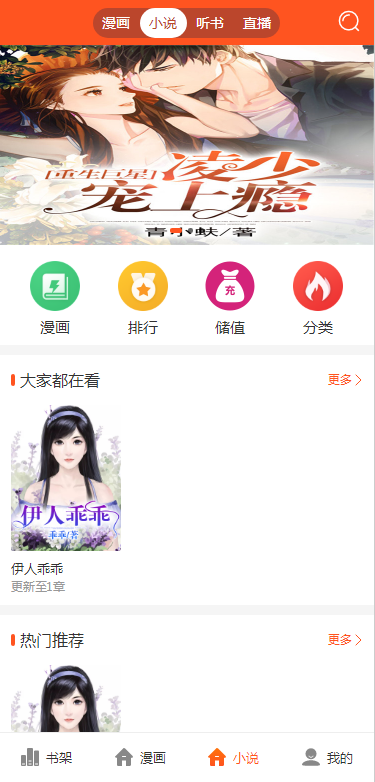 漫画 小说 听书 直播
[重生巨星] 凌少
宠上瘾
青小蚨/著
充
漫画 排行 储值 分类
大家都在看 更多
伊人乖乖
乖乖/著
伊人乖乖
更新至1章
热门推荐 更多
书架 漫画 小说 我的